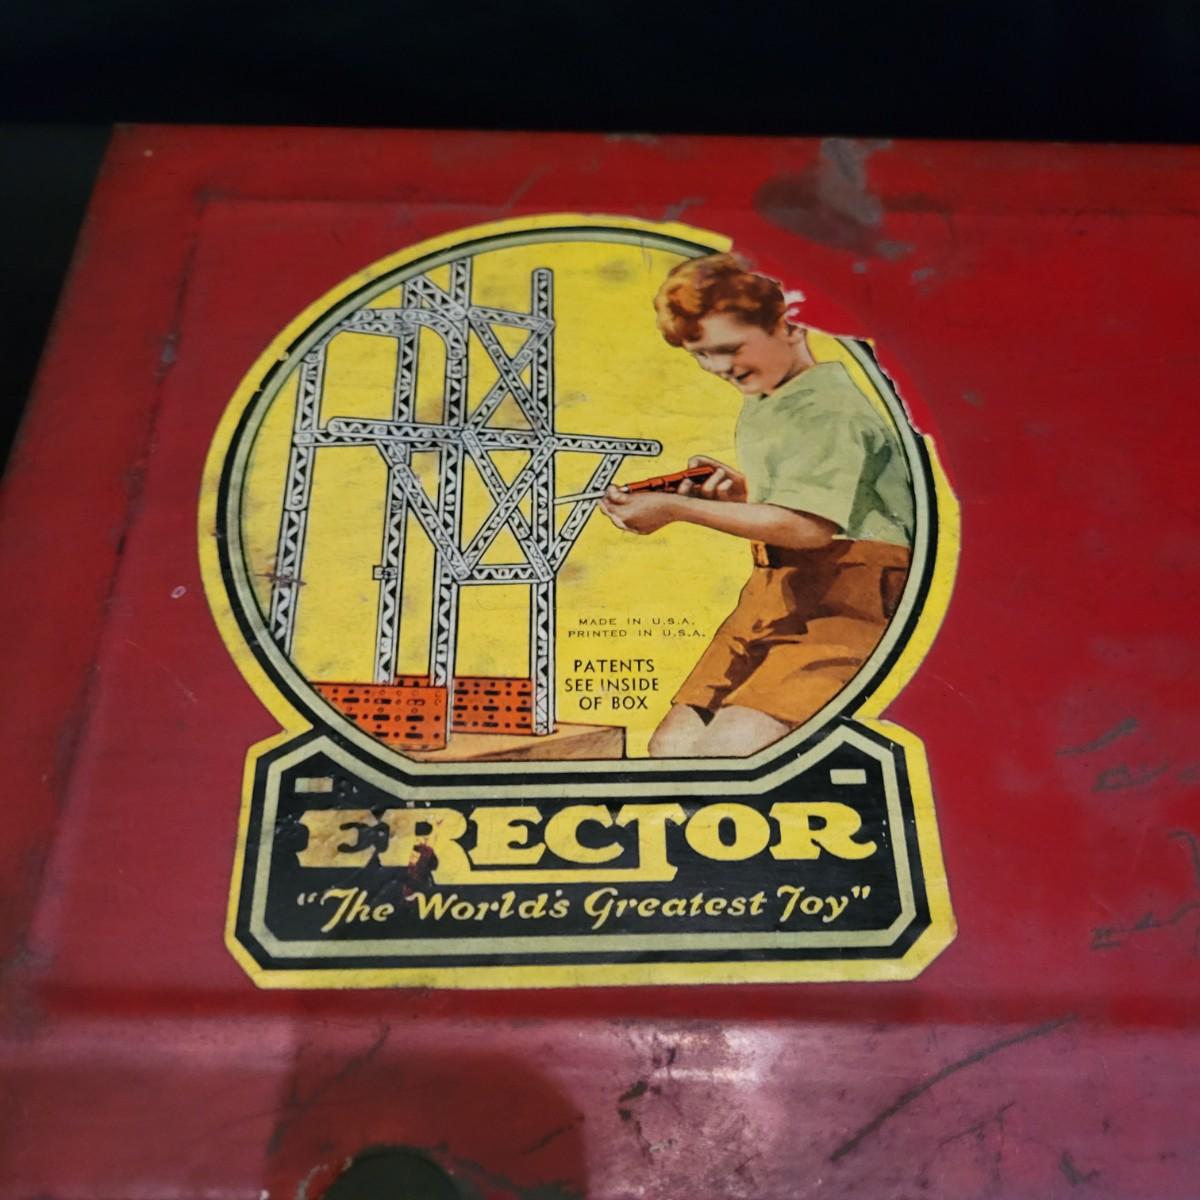 MADE IN U.S.A.
PRINTED IN U.S.A.
PATENTS
SEE INSIDE
OF BOX
ERECTOR
"The World's Greatest Toy"